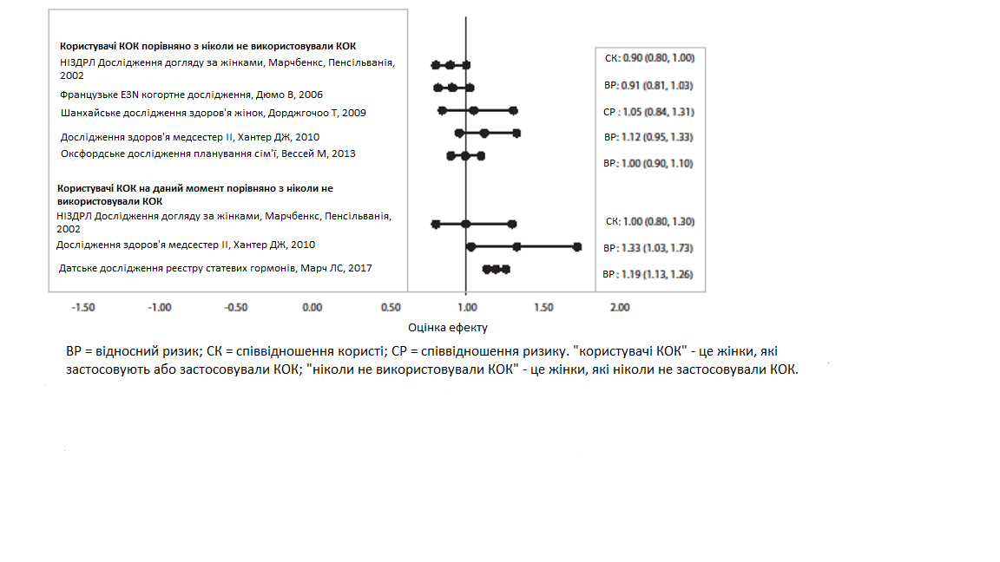 Користувачі КОК порівняно з ніколи не використовували КОК
НІЗДРЛ Дослідження догляду за жінками, Марчбенкс, Пенсільванія,
2002
Французьке E3N когортне дослідження, Дюмо В, 2006
Шанхайське дослідження здоров'я жінок, Дорджгочоо Т, 2009
Дослідження здоров'я медсестер II, Хантер ДЖ, 2010
Оксфордське дослідження планування сім'ї, Вессей М, 2013
Користувачі КОК на даний момент порівняно з ніколи не
використовували КОК
НІЗДРЛ Дослідження догляду за жінками, Марчбенкс, Пенсільванія,
2002
Дослідження здоров'я медсестер II, Хантер ДЖ, 2010
Датське дослідження реєстру статевих гормонів, Марч ЛС, 2017
СК: 0.90 (0.80, 1.00)
ВР: 0.91 (0.81, 1.03)
СР : 1.05 (0.84, 1.31)
ВР: 1.12 (0.95, 1.33)
ВР: 1.00 (0.90, 1.10)
СК: 1.00 (0.80, 1.30)
ВР: 1.33 (1.03, 1.73)
ВР : 1.19 (1.13, 1.26)
-1.50 -1.00 -0.50 0.00 0.50 1.00 1.50 2.00
Оцінка ефекту
ВР = відносний ризик; СК = співвідношення користі; СР = співвідношення ризику. "користувачі КОК" - це жінки, які
застосовують або застосовували КОК; "ніколи не використовували КОК" - це жінки, які ніколи не застосовували КОК.